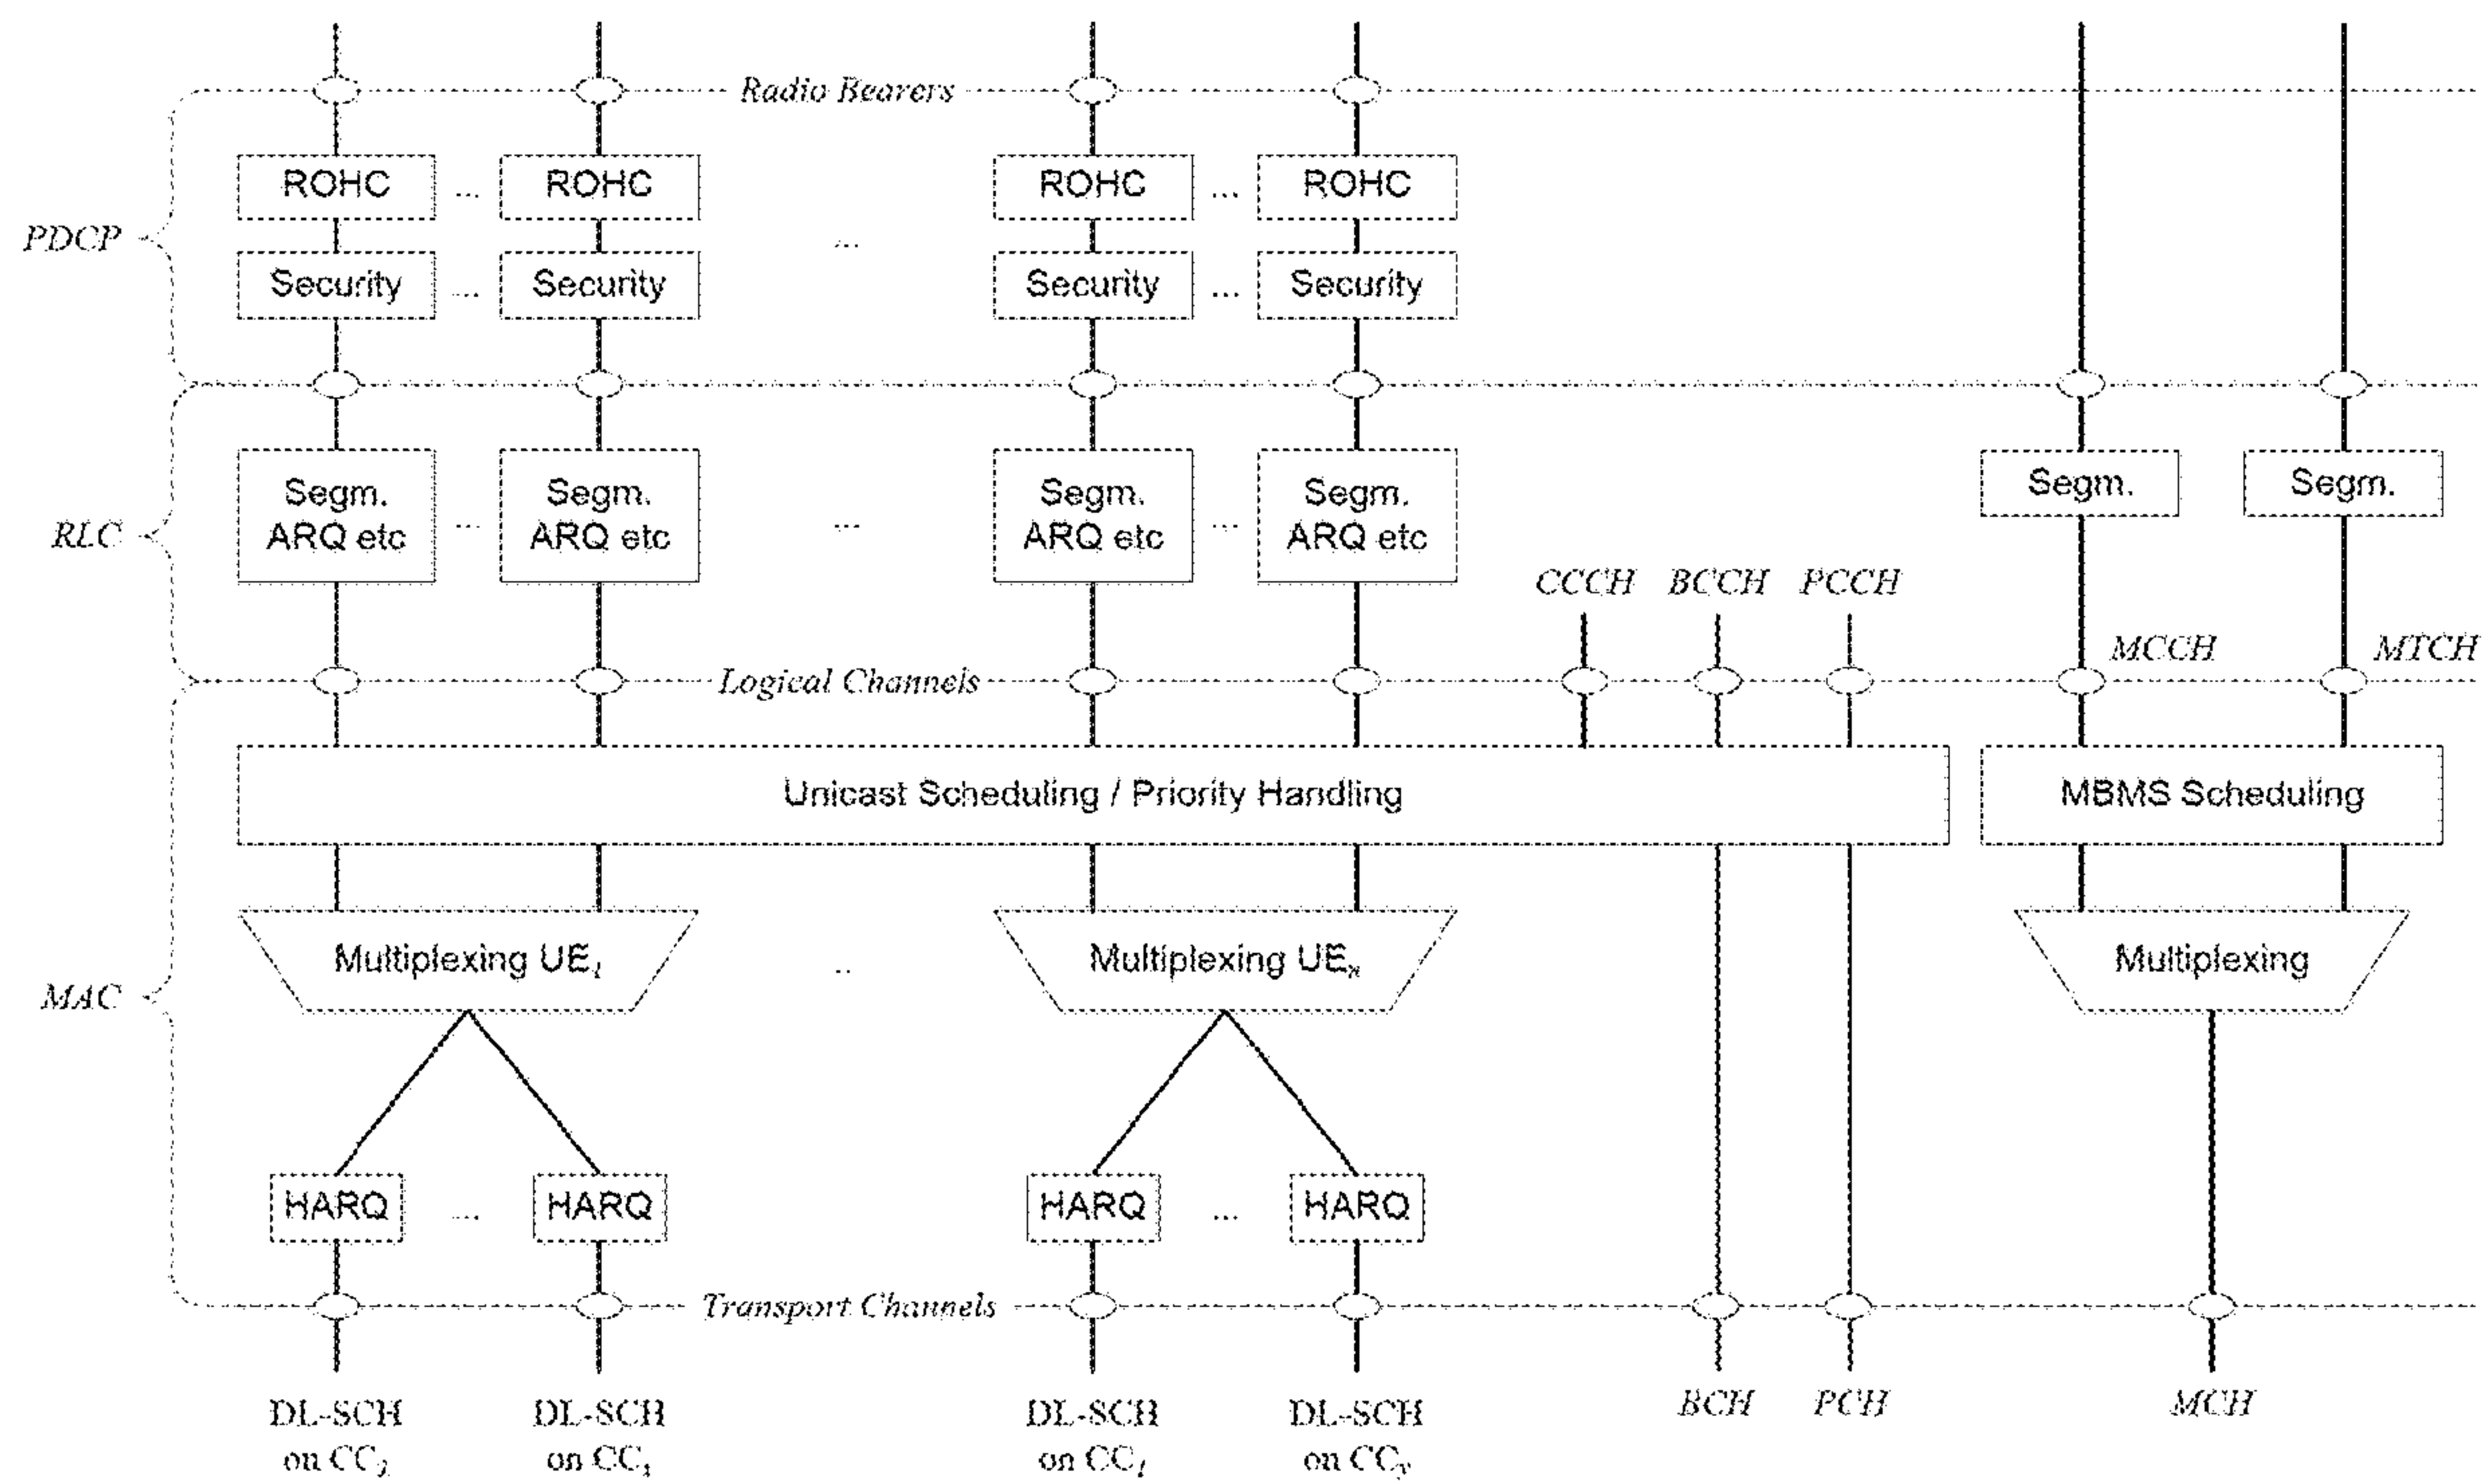 Radio Bearers
ROHC ... ROHC ROHC ... ROHC
PDCP ...
Security ... Security Security ... Security
Segm. Segm. Segm. Segm. Segm. Segm.
RLC ARQ etc ... ARQ etc ... ARQ etc ... ARQ etc
CCCH BCCH PCCH
MCCH MTCH
Logical Channels
Unicast Scheduling / Priority Handling MBMS Scheduling
Multiplexing UE1 .. Multiplexing UEn Multiplexing
MAC
HARQ ... HARQ HARQ ... HARQ
Transport Channels
DL-SCH DL-SCH DL-SCH DL-SCH BCH PCH MCH
on CC on CC on CC1 on CC